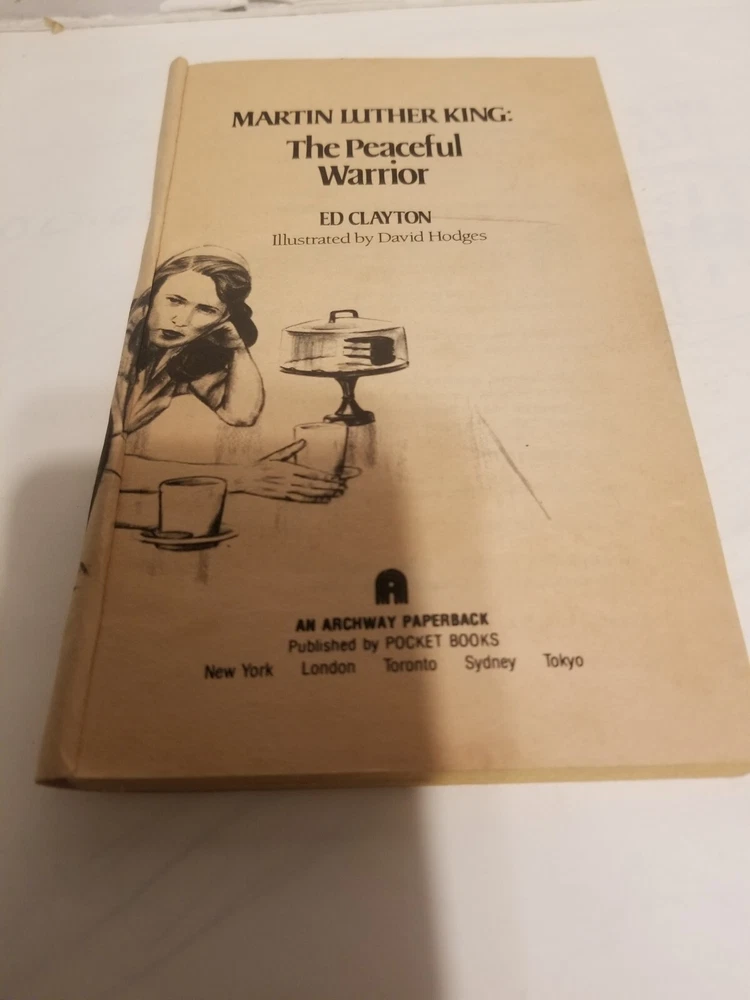 MARTIN LUTHER KING:
The Peaceful
Warrior
ED CLAYTON
Illustrated by David Hodges
AN ARCHWAY PAPERBACK
Published by POCKET BOOKS
New York London Toronto Sydney Tokyo